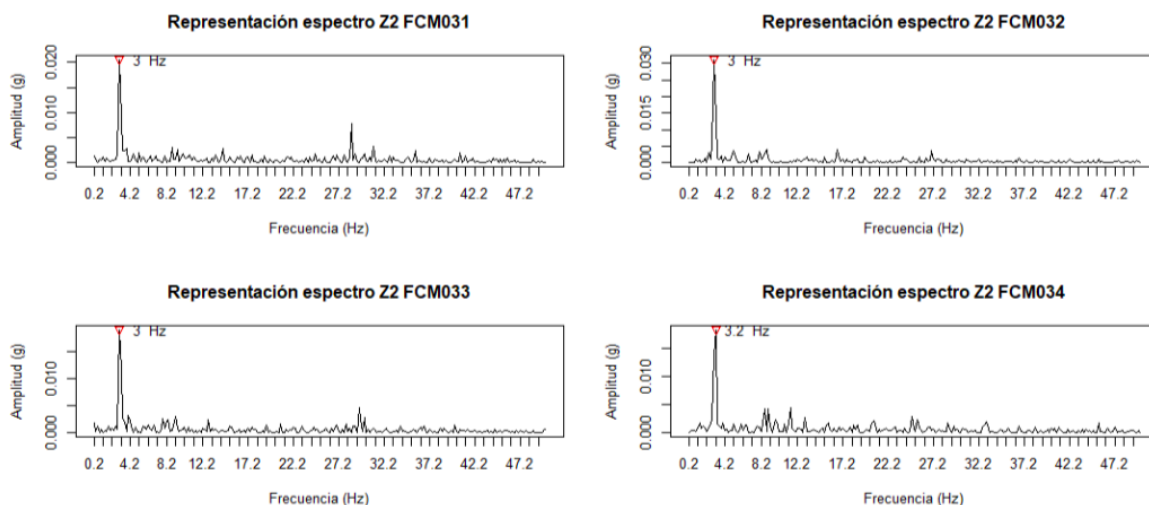 Representación espectro Z2 FCM031
Amplitud (g)
0.020
0.010
0.000
3 Hz
0.2 4.2 8.2 12.2 17.2 22.2 27.2 32.2 37.2 42.2 47.2
Frecuencia (Hz)
Representación espectro Z2 FCM032
Amplitud (g)
0.030
0.015
0.000
3 Hz
0.2 4.2 8.2 12.2 17.2 22.2 27.2 32.2 37.2 42.2 47.2
Frecuencia (Hz)
Representación espectro Z2 FCM033
Amplitud (g)
0.010
0.000
3 Hz
0.2 4.2 8.2 12.2 17.2 22.2 27.2 32.2 37.2 42.2 47.2
Frecuencia (Hz)
Representación espectro Z2 FCM034
Amplitud (g)
0.010
0.000
3.2 Hz
0.2 4.2 8.2 12.2 17.2 22.2 27.2 32.2 37.2 42.2 47.2
Frecuencia (Hz)